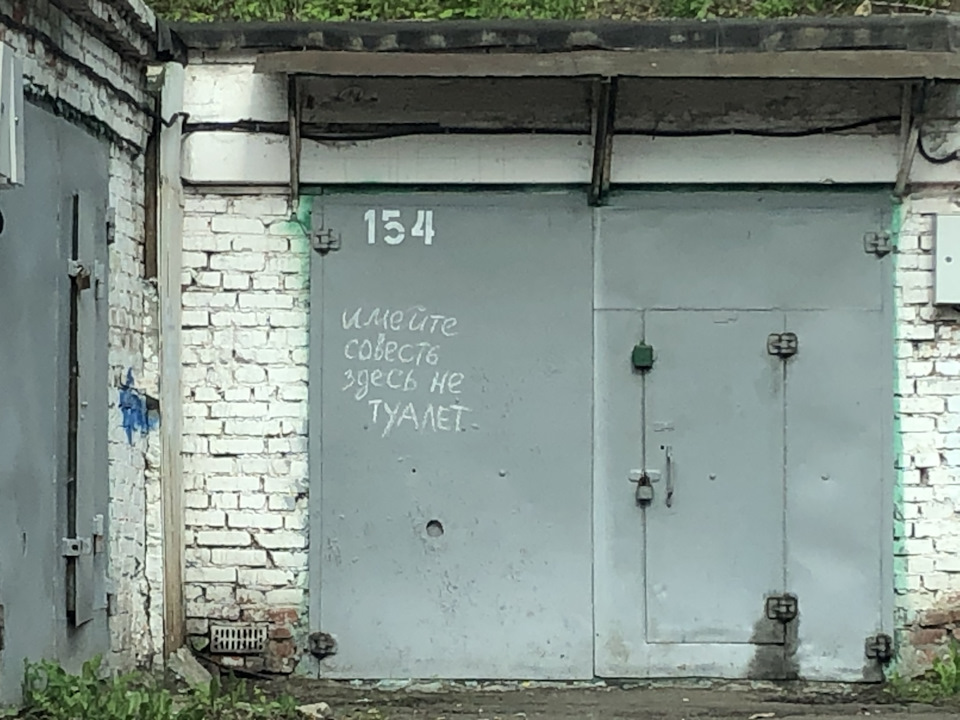 154
имейте
совесть
здесь не
ТУАЛЕТ.